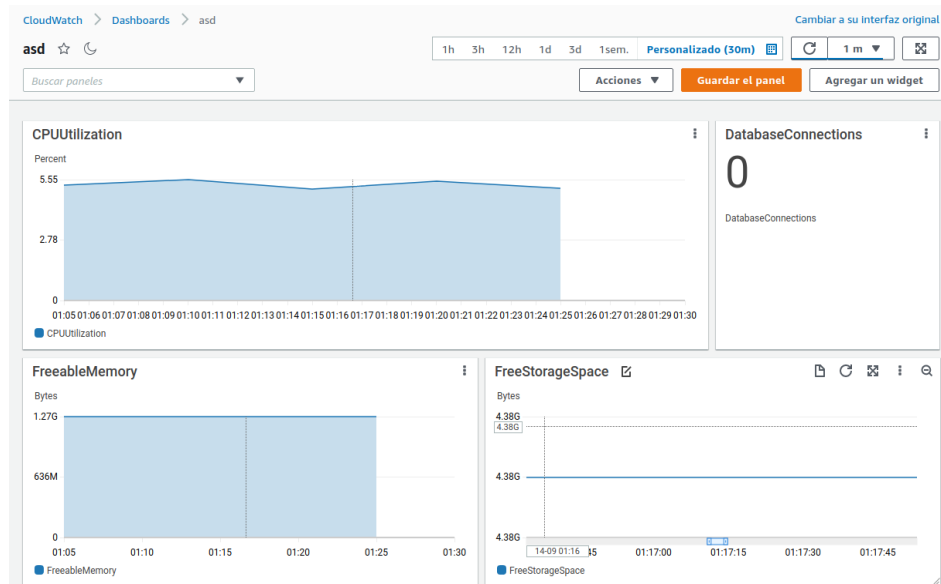 CloudWatch > Dashboards > asd
Cambiar a su interfaz original
asd
1h 3h 12h 1d 3d 1sem. Personalizado (30m)
1 m
Buscar paneles
Acciones
Guardar el panel
Agregar un widget
CPUUtilization
Percent
5.55
2.78
0
01:05 01:06 01:07 01:08 01:09 01:10 01:11 01:12 01:13 01:14 01:15 01:16 01:17 01:18 01:19 01:20 01:21 01:22 01:23 01:24 01:25 01:26 01:27 01:28 01:29 01:30
CPUUtilization
DatabaseConnections
0
DatabaseConnections
FreeableMemory
Bytes
1.27G
636M
0
01:05 01:10 01:15 01:20 01:25 01:30
FreeableMemory
FreeStorageSpace
Bytes
4.38G
4.38G
4.38G
4.38G
14-09 01:16 45 01:17:00 01:17:15 01:17:30 01:17:45
FreeStorageSpace